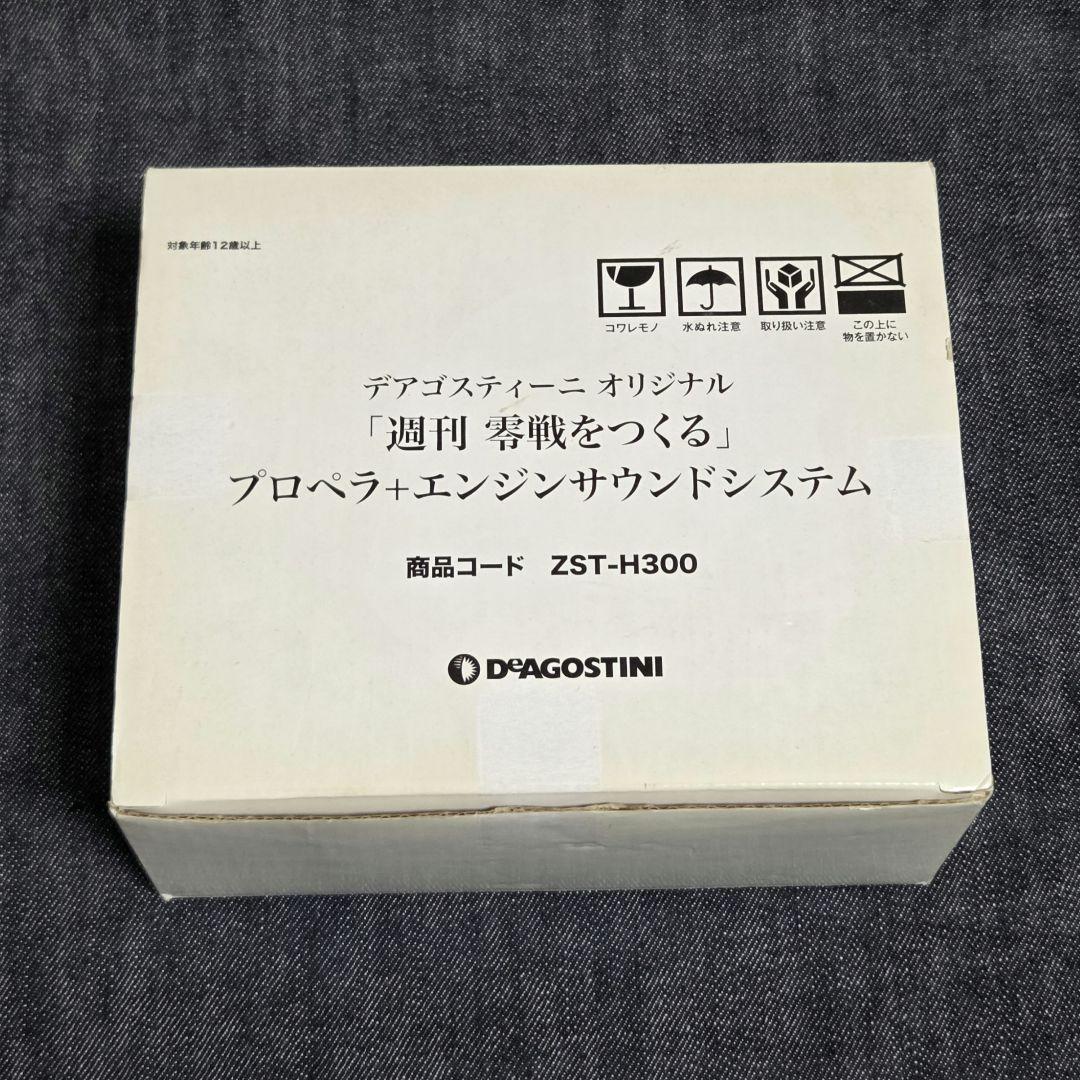 対象年齢12歳以上
コワレモノ
水ぬれ注意
取り扱い注意
この上に
物を置かない
デアゴスティーニ オリジナル
「週刊 零戦をつくる」
プロペラ+エンジンサウンドシステム
商品コード ZST-H300
DeAGOSTINI